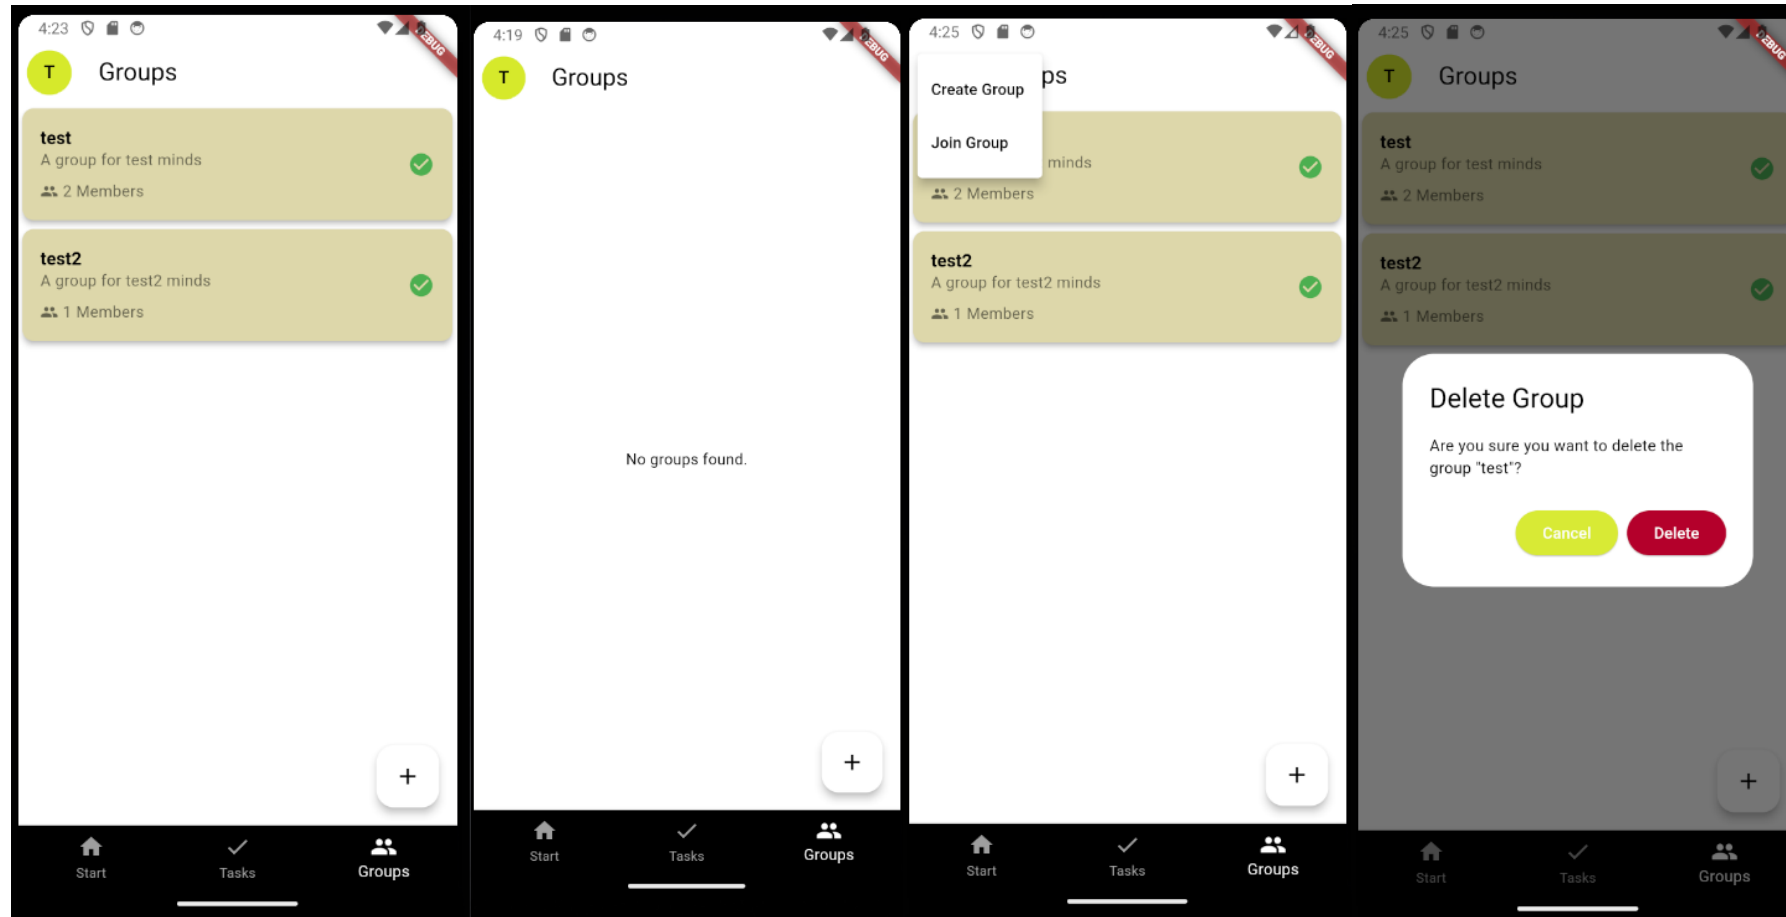 4:23
DEBUG
T
Groups
test
A group for test minds
2 Members
test2
A group for test2 minds
1 Members
+
Start
Tasks
Groups
4:19
DEBUG
T
Groups
No groups found.
+
Start
Tasks
Groups
4:25
DEBUG
ps
Create Group
Join Group
minds
2 Members
test2
A group for test2 minds
1 Members
+
Start
Tasks
Groups
4:25
DEBUG
T
Groups
test
A group for test minds
2 Members
test2
A group for test2 minds
1 Members
Delete Group
Are you sure you want to delete the
group "test"?
Cancel
Delete
+
Start
Tasks
Groups